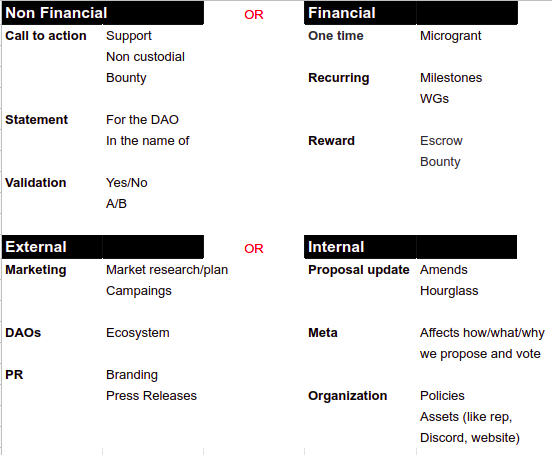 Non Financial OR Financial
Call to action Support One time Microgrant
Non custodial
Bounty Recurring Milestones
WGs
Statement For the DAO
In the name of Reward Escrow
Bounty
Validation Yes/No
A/B
External OR Internal
Marketing Market research/plan Proposal update Amends
Campaings Hourglass
DAOs Ecosystem Meta Affects how/what/why
we propose and vote
PR Branding
Press Releases Organization Policies
Assets (like rep,
Discord, website)